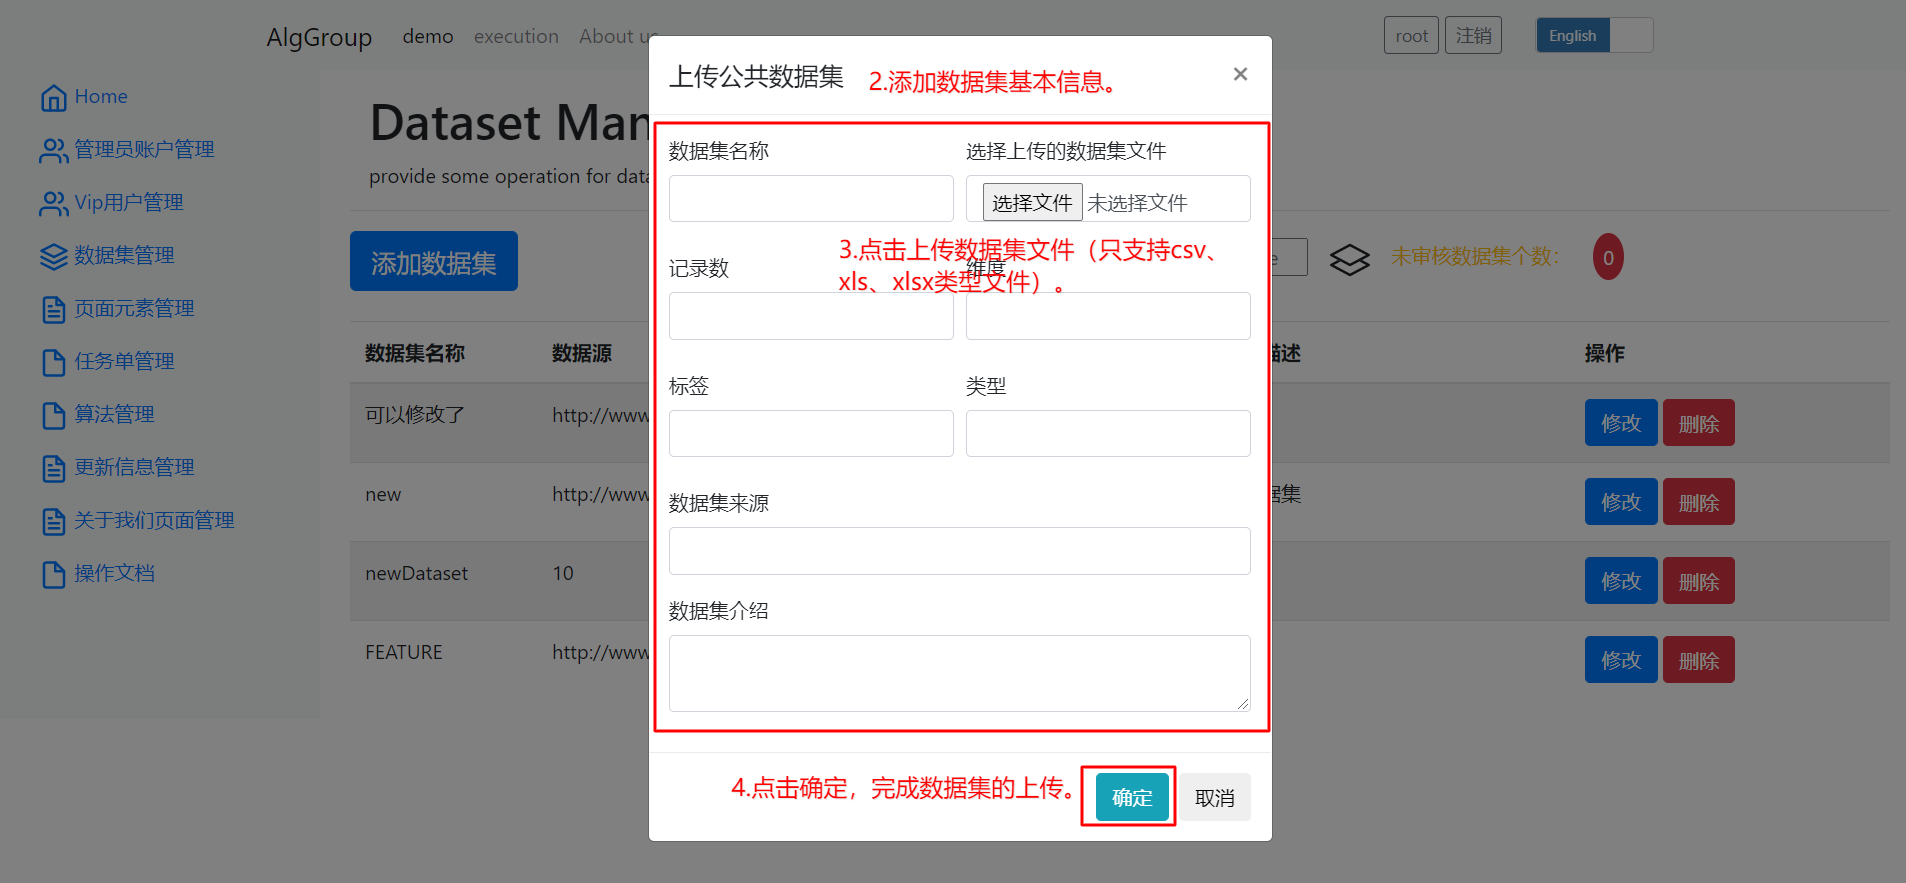 AlgGroup demo execution About us root 注销 English
Home
管理员账户管理
Vip用户管理
数据集管理
页面元素管理
任务单管理
算法管理
更新信息管理
关于我们页面管理
操作文档
Dataset Man
provide some operation for data
添加数据集
未审核数据集个数: 0
数据集名称 数据源 描述 操作
可以修改了 http://www 修改 删除
new http://www 据集 修改 删除
newDataset 10 修改 删除
FEATURE http://www 修改 删除
上传公共数据集 ×
2.添加数据集基本信息。
数据集名称 选择上传的数据集文件
选择文件 未选择文件
3.点击上传数据集文件（只支持csv、
xls、xlsx类型文件）。
记录数 维度
标签 类型
数据集来源
数据集介绍
4.点击确定，完成数据集的上传。
确定 取消